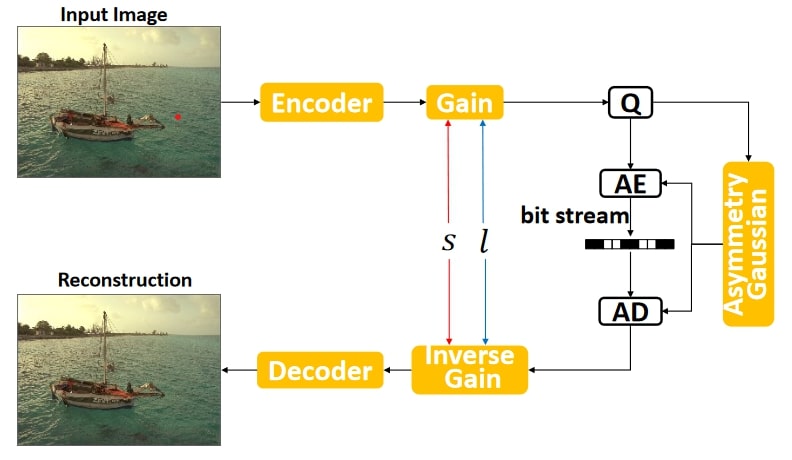 Input Image
Encoder
Gain
Q
AE
bit stream
s
l
Asymmetry
Gaussian
AD
Reconstruction
Decoder
Inverse
Gain